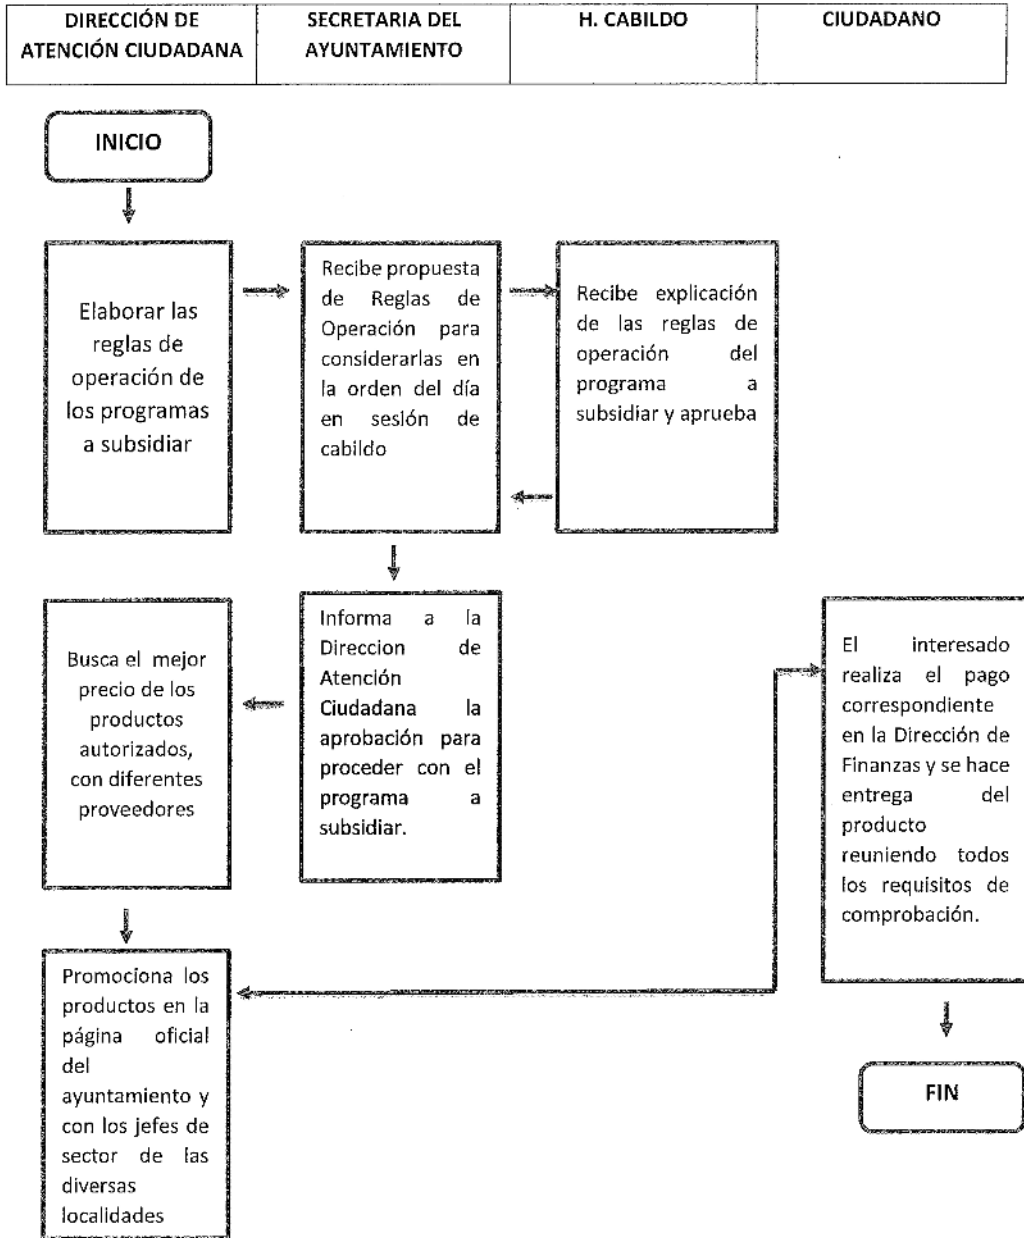 DIRECCIÓN DE
ATENCIÓN CIUDADANA
SECRETARIA DEL
AYUNTAMIENTO
H. CABILDO
CIUDADANO
INICIO
Elaborar las
reglas de
operación de
los programas
a subsidiar
Recibe propuesta
de Reglas de
Operación para
considerarlas en
la orden del día
en sesión de
cabildo
Recibe explicación
de las reglas de
operación del
programa a
subsidiar y aprueba
Busca el mejor
precio de los
productos
autorizados,
con diferentes
proveedores
Informa a la
Direccion de
Atención
Ciudadana la
aprobación para
proceder con el
programa a
subsidiar.
El interesado
realiza el pago
correspondiente
en la Dirección de
Finanzas y se hace
entrega del
producto
reuniendo todos
los requisitos de
comprobación.
Promociona los
productos en la
página oficial
del
ayuntamiento y
con los jefes de
sector de las
diversas
localidades
FIN